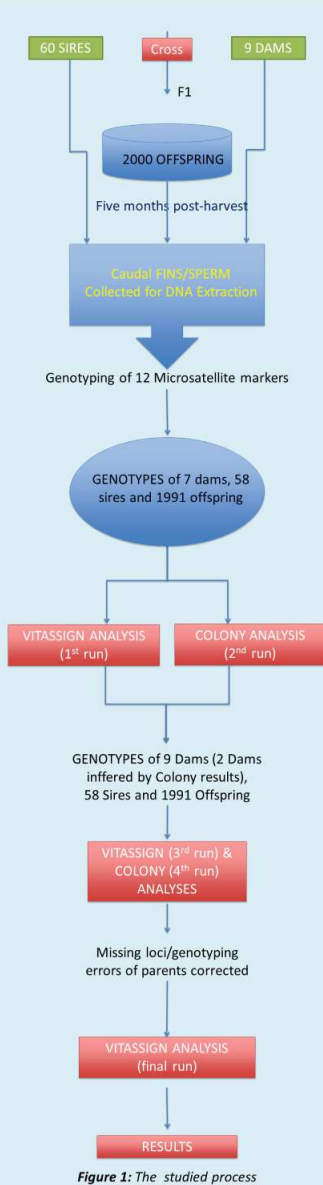 60 SIRES
Cross
9 DAMS
F1
2000 OFFSPRING
Five months post-harvest
Caudal FINS/SPERM
Collected for DNA Extraction
Genotyping of 12 Microsatellite markers
GENOTYPES of 7 dams, 58
sires and 1991 offspring
VITASSIGN ANALYSIS
(1st run)
COLONY ANALYSIS
(2nd run)
GENOTYPES of 9 Dams (2 Dams
inffered by Colony results),
58 Sires and 1991 Offspring
VITASSIGN (3rd run) &
COLONY (4th run)
ANALYSES
Missing loci/genotyping
errors of parents corrected
VITASSIGN ANALYSIS
(final run)
RESULTS
Figure 1: The studied process